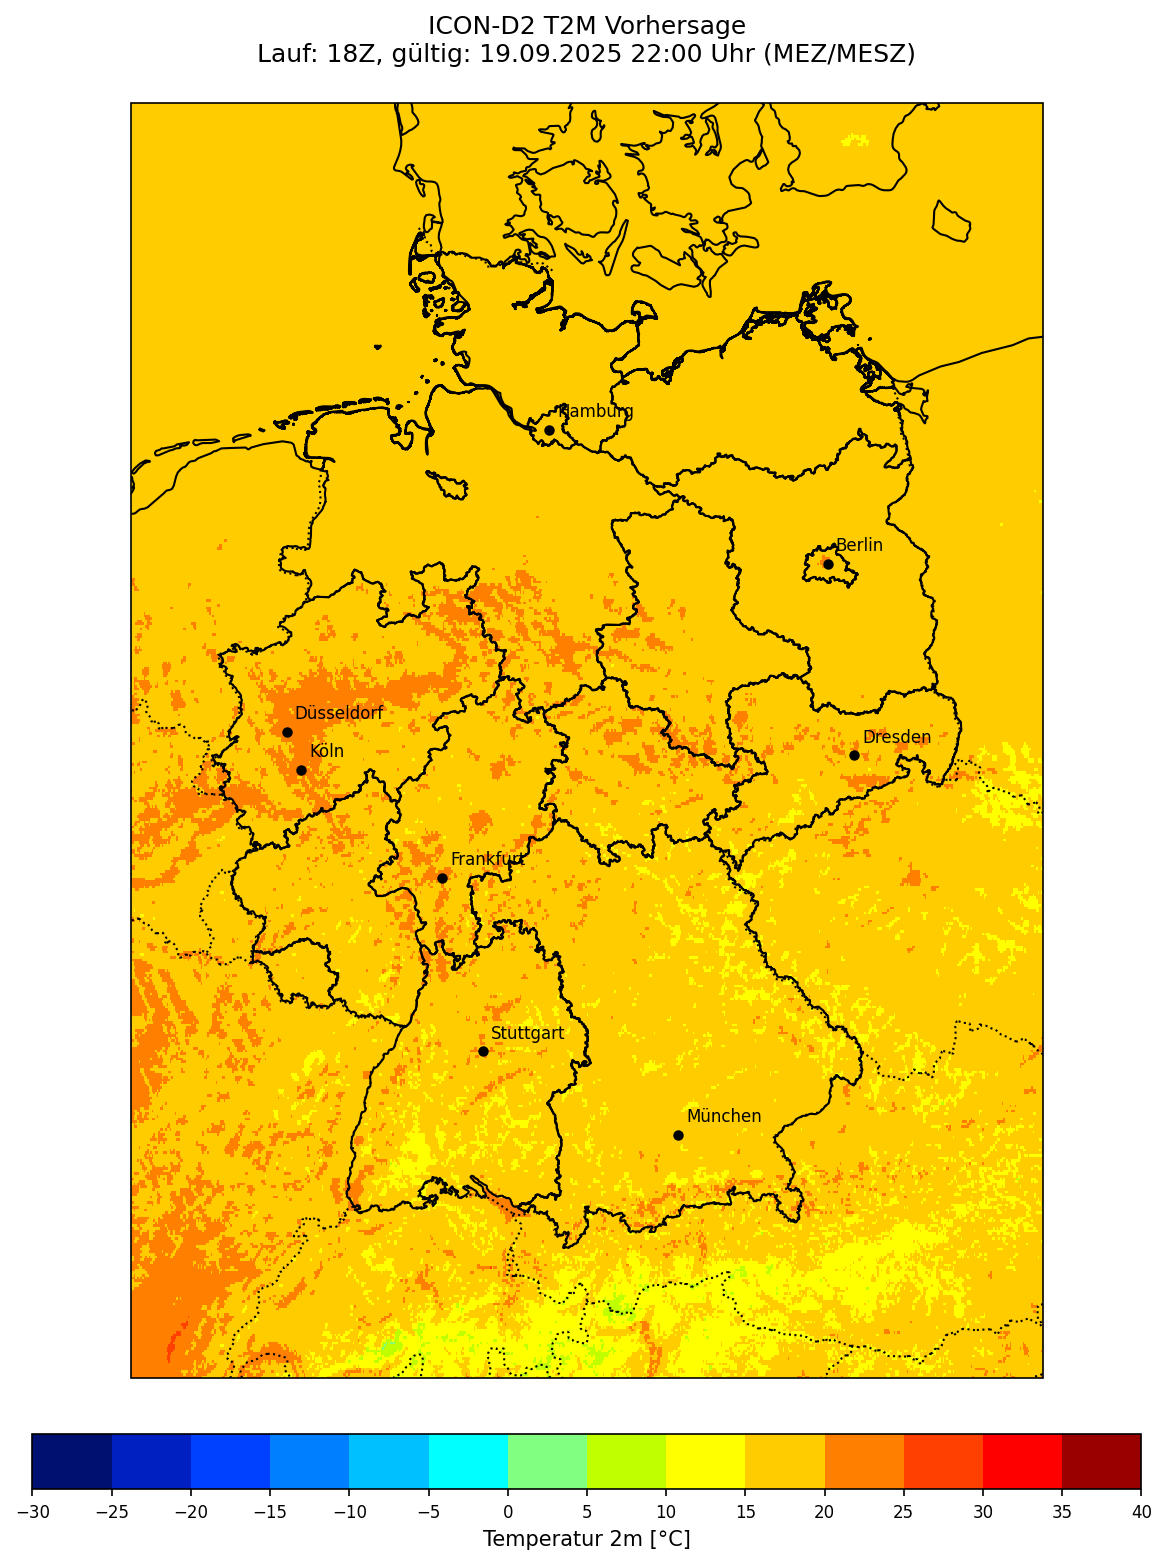 ICON-D2 T2M Vorhersage
Lauf: 18Z, gültig: 19.09.2025 22:00 Uhr (MEZ/MESZ)
Hamburg
Berlin
Düsseldorf
Köln
Dresden
Frankfurt
Stuttgart
München
−30 −25 −20 −15 −10 −5 0 5 10 15 20 25 30 35 40
Temperatur 2m [°C]